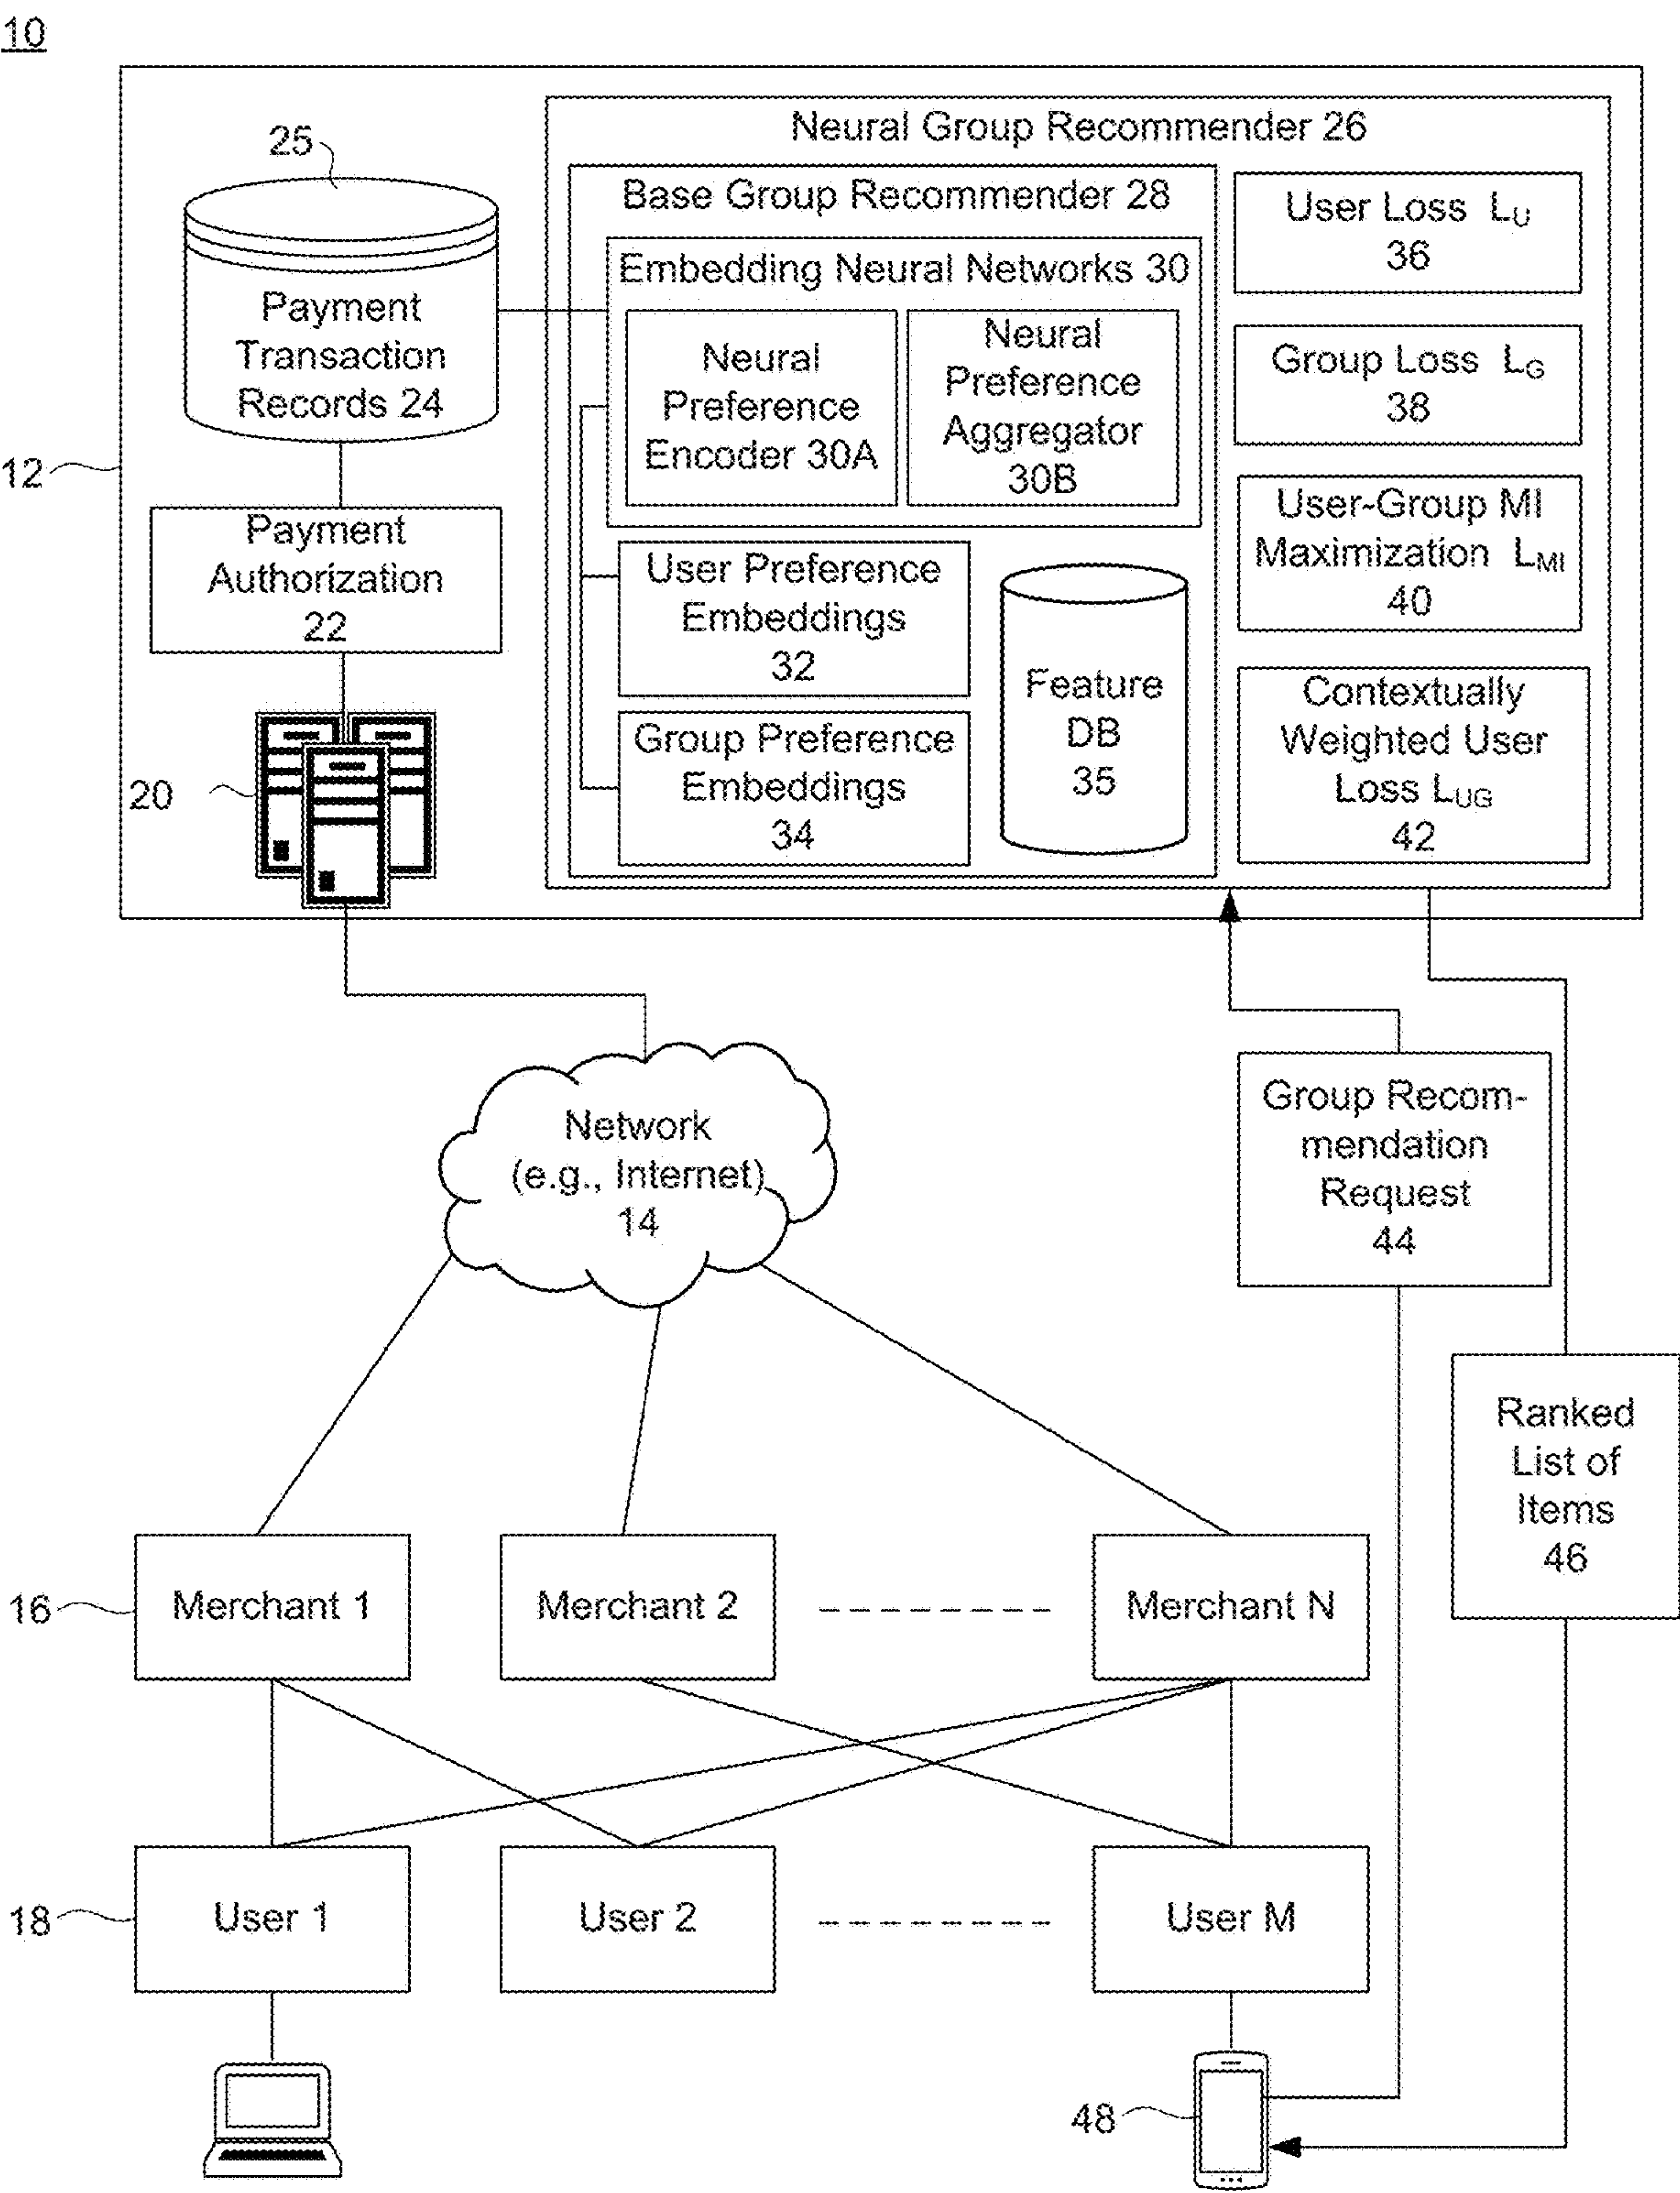 10
25
Payment
Transaction
Records 24
12
Payment
Authorization
22
20
Neural Group Recommender 26
Base Group Recommender 28
Embedding Neural Networks 30
Neural
Preference
Encoder 30A
Neural
Preference
Aggregator
30B
User Preference
Embeddings
32
Group Preference
Embeddings
34
Feature
DB
35
User Loss L_U
36
Group Loss L_G
38
User-Group MI
Maximization L_MI
40
Contextually
Weighted User
Loss L_UG
42
Network
(e.g., Internet)
14
Group Recom-
mendation
Request
44
Ranked
List of
Items
46
16
Merchant 1
Merchant 2
Merchant N
18
User 1
User 2
User M
48